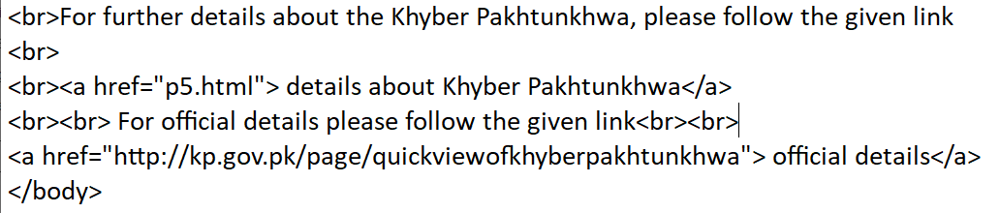 <br>For further details about the Khyber Pakhtunkhwa, please follow the given link
<br>
<br><a href="p5.html"> details about Khyber Pakhtunkhwa</a>
<br><br> For official details please follow the given link<br><br>
<a href="http://kp.gov.pk/page/quickviewofkhyberpakhtunkhwa"> official details</a>
</body>